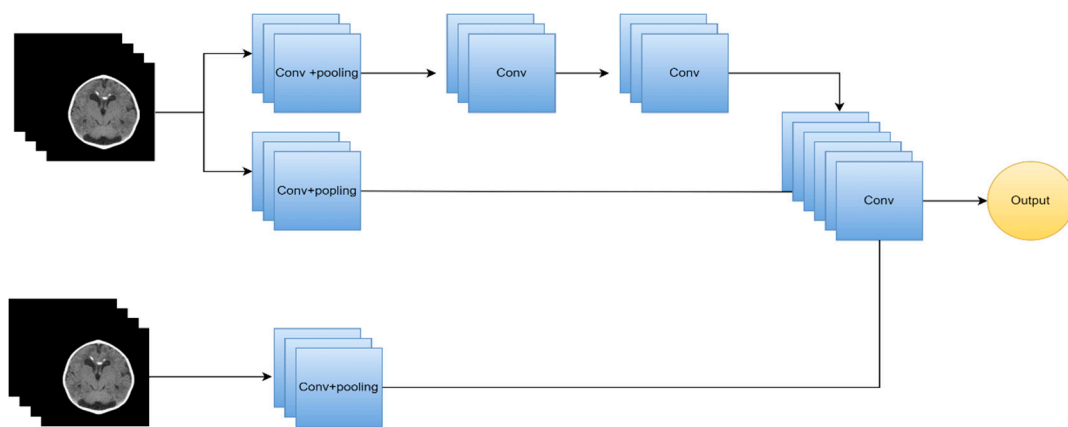 Conv +pooling
Conv
Conv
Conv+popling
Conv
Output
Conv+pooling